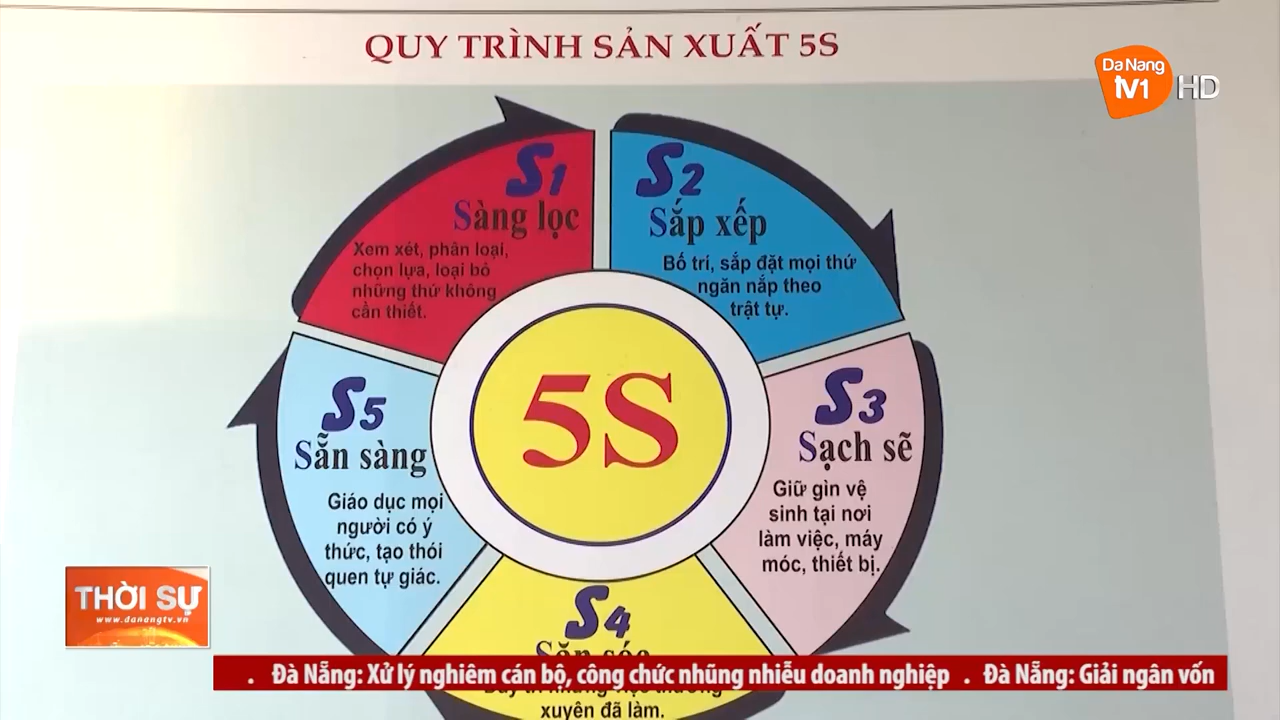 QUY TRÌNH SẢN XUẤT 5S
Da Nang
TV1 HD
S1
Sàng lọc
Xem xét, phân loại,
chọn lựa, loại bỏ
những thứ không
cần thiết.
S2
Sắp xếp
Bố trí, sắp đặt mọi thứ
ngăn nắp theo
trật tự.
5S
S3
Sạch sẽ
Giữ gìn vệ
sinh tại nơi
làm việc, máy
móc, thiết bị.
S5
Sẵn sàng
Giáo dục mọi
người có ý
thức, tạo thói
quen tự giác.
S4
Săn sóc
xuyên đã làm.
THỜI SỰ
www.danangtv.vn
. Đà Nẵng: Xử lý nghiêm cán bộ, công chức nhũng nhiễu doanh nghiệp . Đà Nẵng: Giải ngân vốn